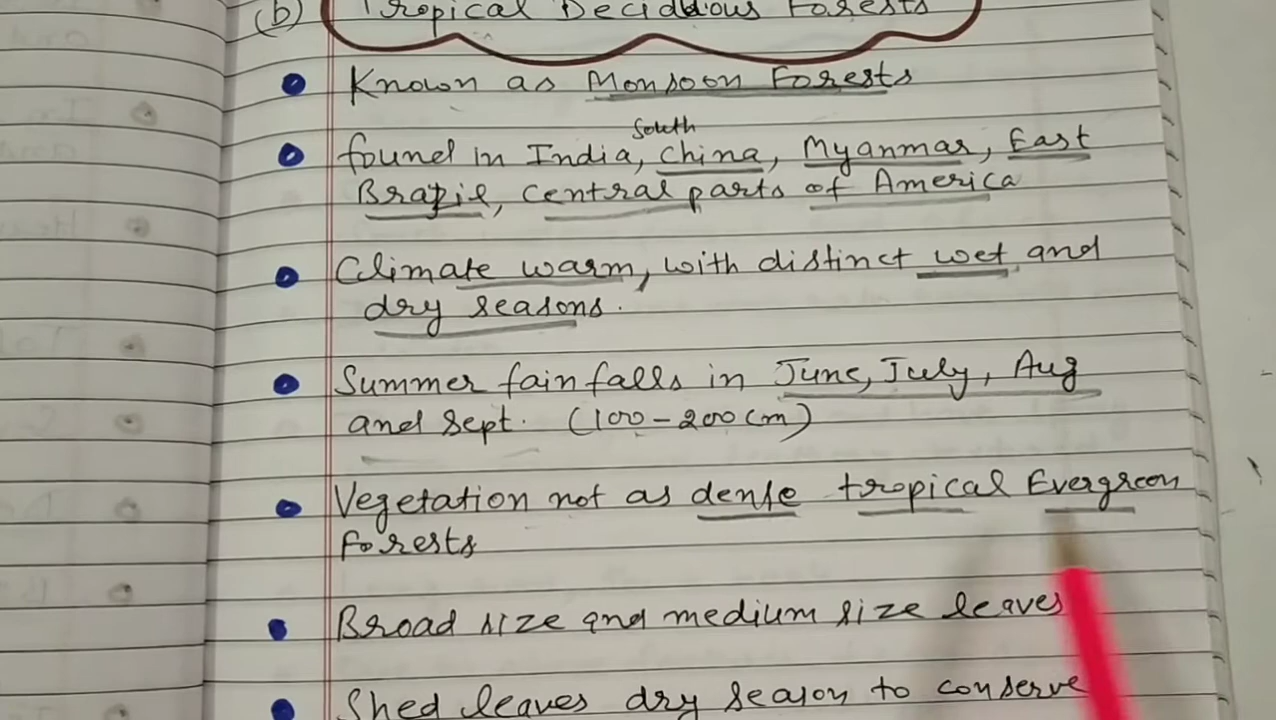 (b) Tropical Deciduous Forests
• Known as Monsoon Forests
south
• found in India, China, Myanmar, East
Brazil, central parts of America
• Climate warm, with distinct wet and
dry seasons.
• Summer fainfalls in June, July, Aug
and Sept. (100-200 cm)
• Vegetation not as dense tropical Evergreen
forests
• Broad size and medium size leaves
• Shed leaves dry season to conserve